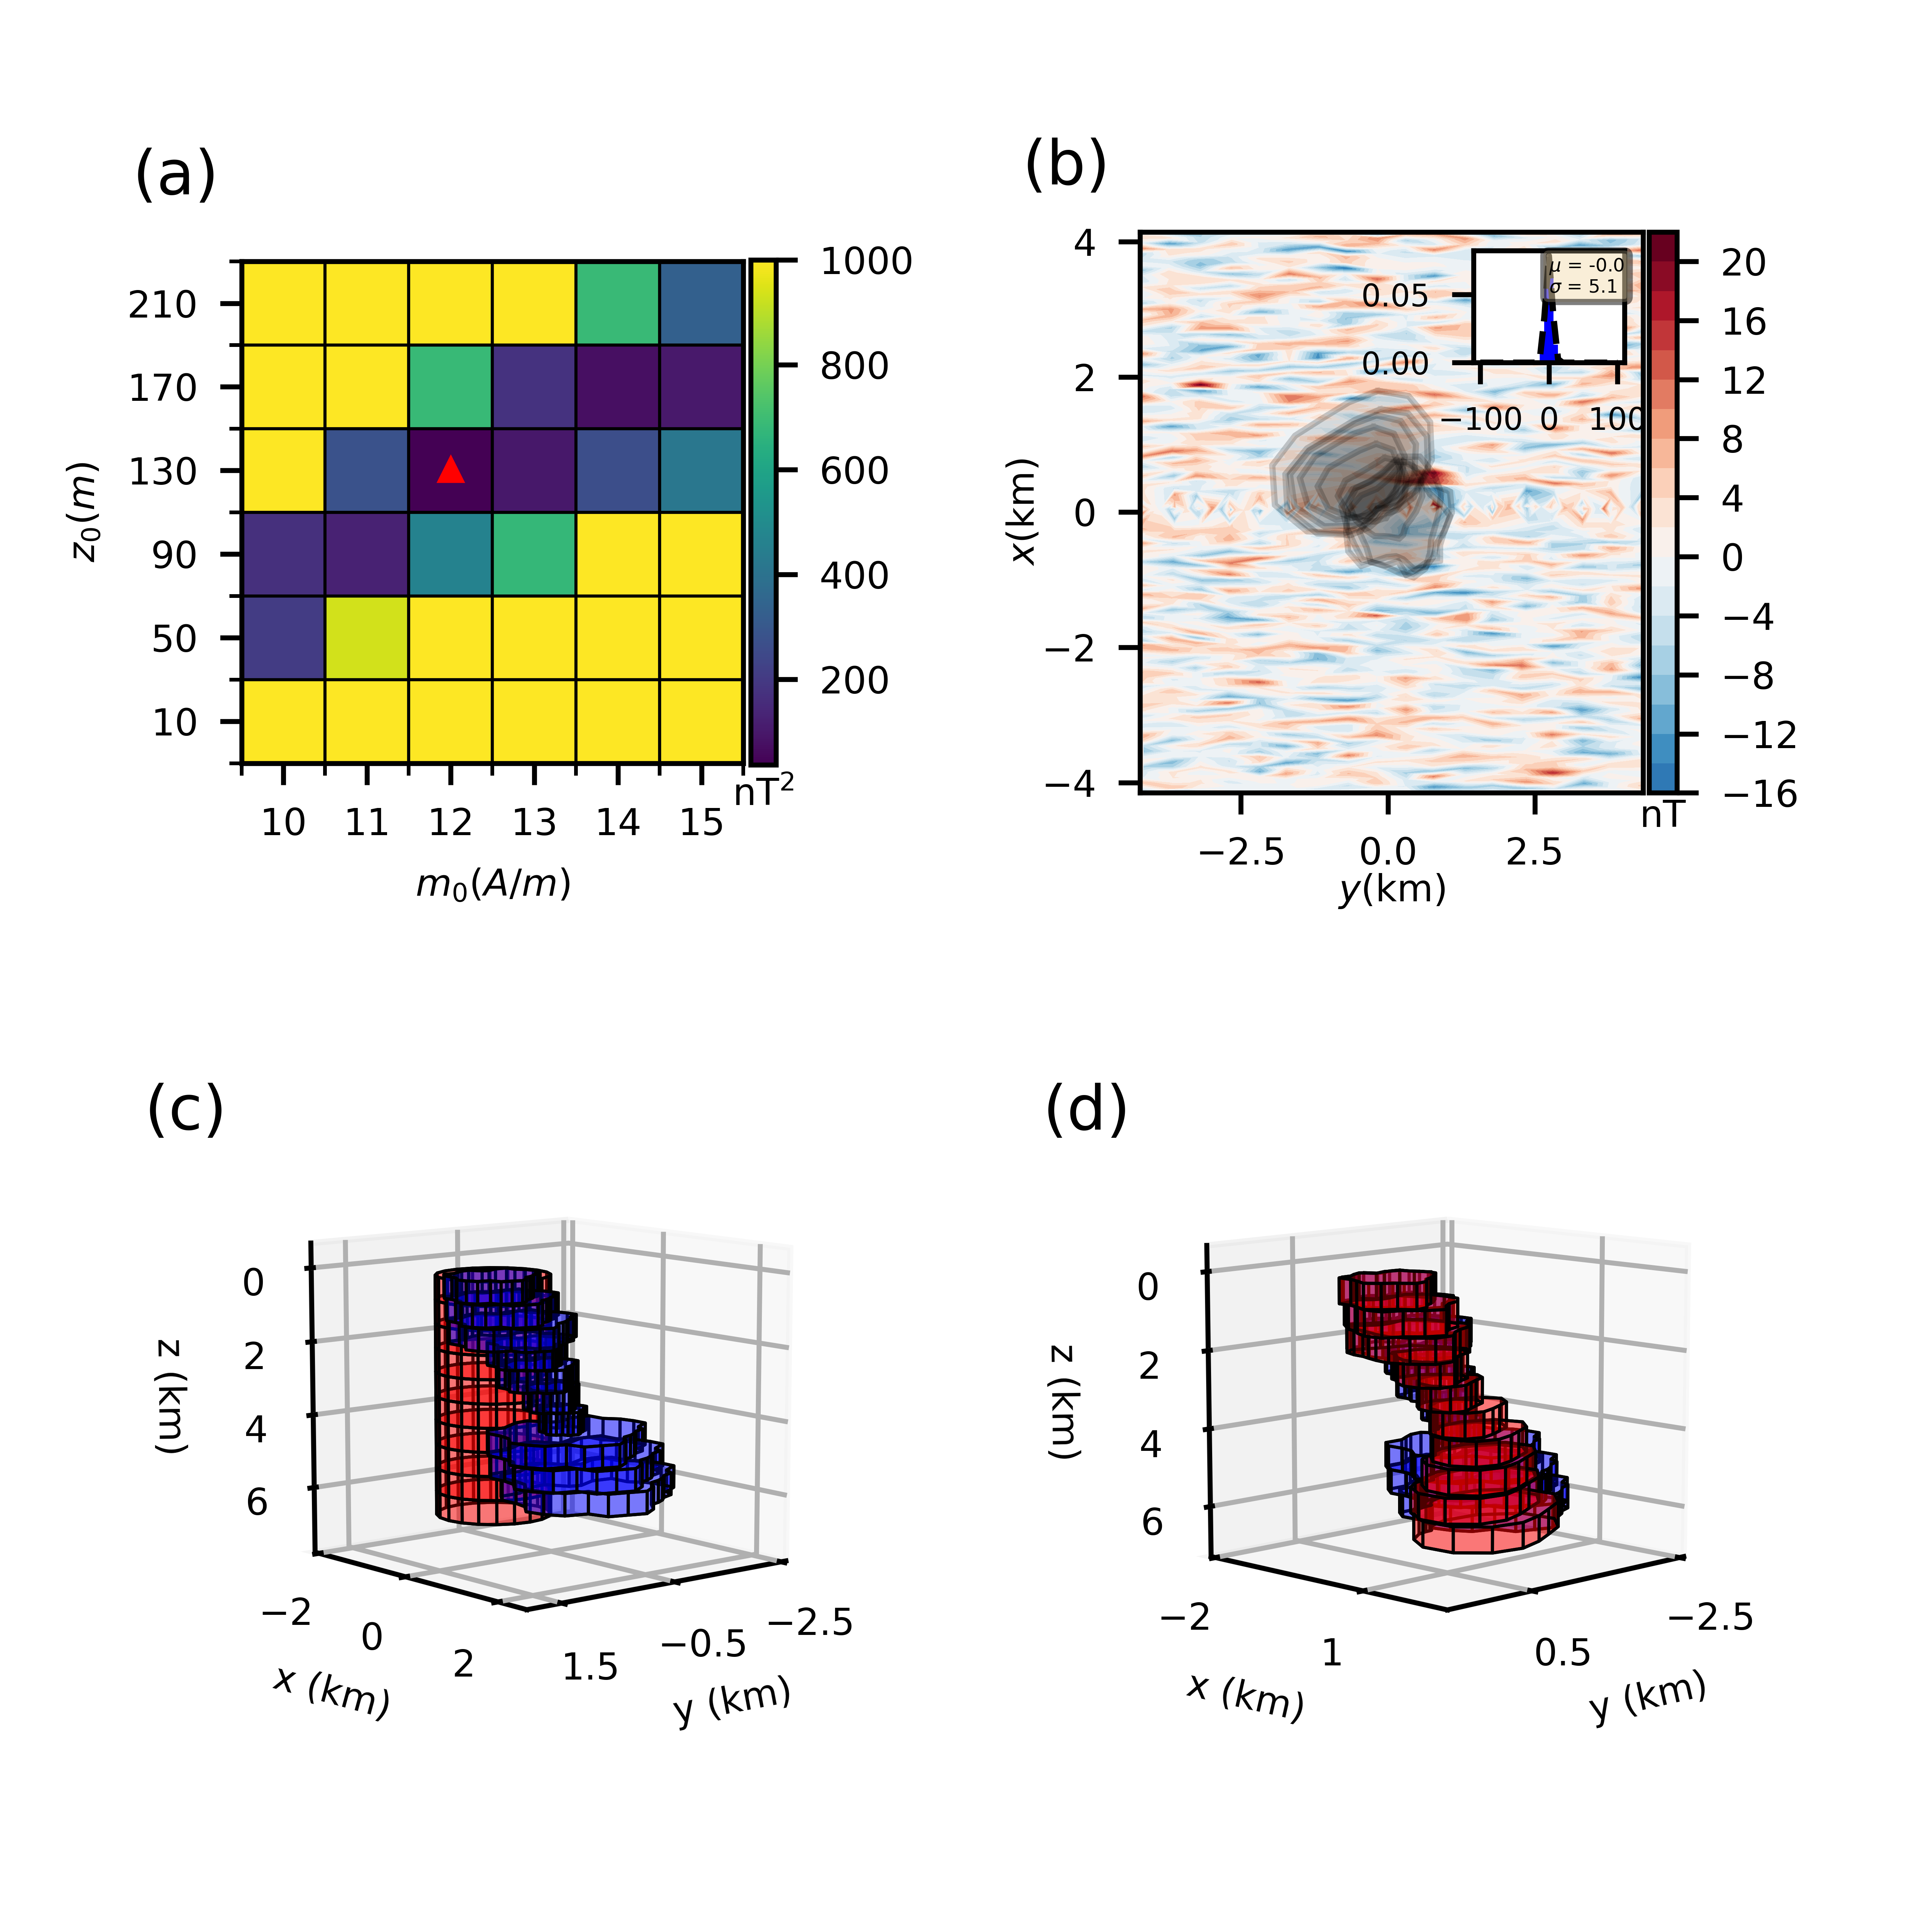 (a)
1000
800
600
400
200
nT²
210
170
130
90
50
10
z₀(m)
10 11 12 13 14 15
m₀(A/m)
(b)
4
2
0
−2
−4
x(km)
μ = -0.0
σ = 5.1
0.05
0.00
−100 0 100
20
16
12
8
4
0
−4
−8
−12
−16
nT
−2.5 0.0 2.5
y(km)
(c)
0
2
4
6
z (km)
−2 0 2
x (km)
1.5 −0.5 −2.5
y (km)
(d)
0
2
4
6
z (km)
−2 1
x (km)
0.5 −2.5
y (km)